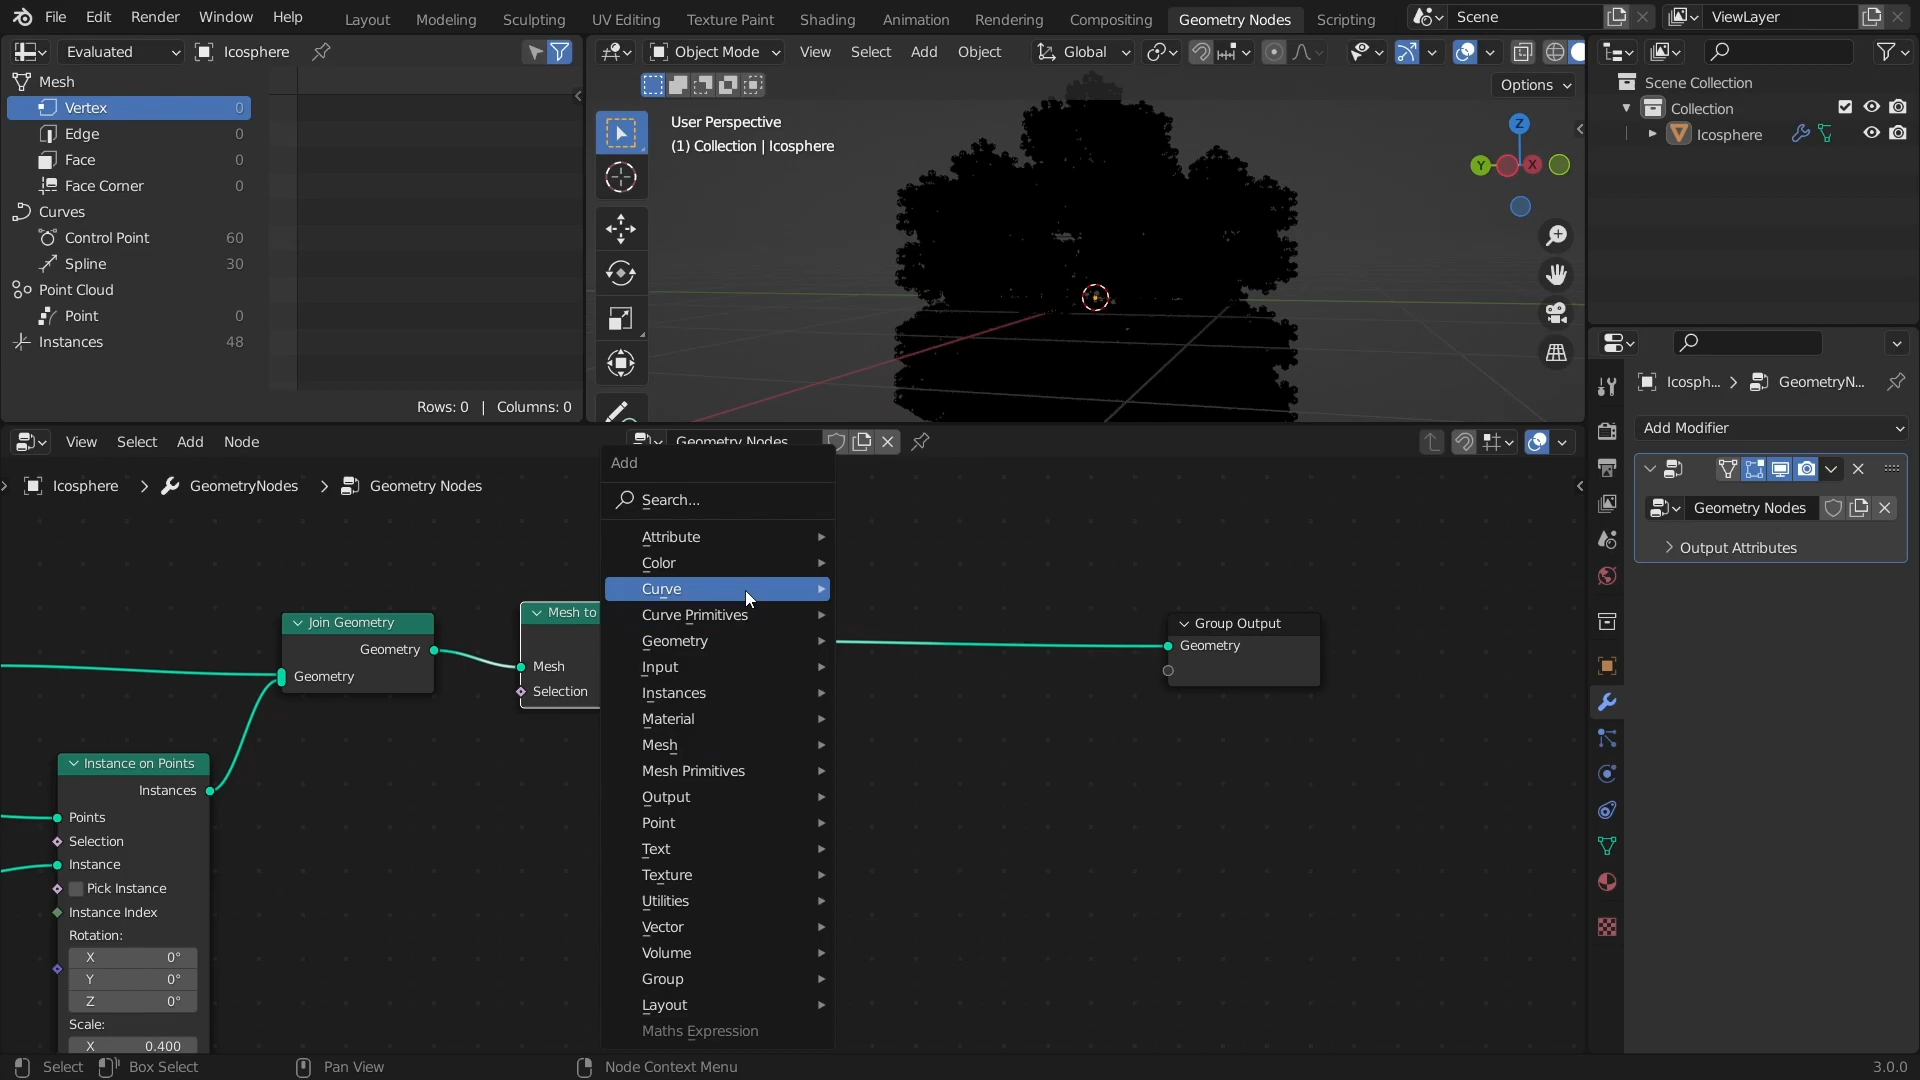 File Edit Render Window Help Layout Modeling Sculpting UV Editing Texture Paint Shading Animation Rendering Compositing Geometry Nodes Scripting Scene ViewLayer
Evaluated Icosphere
Mesh
Vertex 0
Edge 0
Face 0
Face Corner 0
Curves
Control Point 60
Spline 30
Point Cloud
Point 0
Instances 48
Rows: 0 | Columns: 0
Object Mode View Select Add Object Global
Options
User Perspective
(1) Collection | Icosphere
Z
Y
X
Scene Collection
Collection
Icosphere
Icosph... > GeometryN...
Add Modifier
Geometry Nodes
Output Attributes
View Select Add Node Geometry Nodes
Icosphere > GeometryNodes > Geometry Nodes
Join Geometry
Geometry
Geometry
Instance on Points
Instances
Points
Selection
Instance
Pick Instance
Instance Index
Rotation:
X 0°
Y 0°
Z 0°
Scale:
X 0.400
Mesh to
Mesh
Selection
Add
Search...
Attribute
Color
Curve
Curve Primitives
Geometry
Input
Instances
Material
Mesh
Mesh Primitives
Output
Point
Text
Texture
Utilities
Vector
Volume
Group
Layout
Maths Expression
Group Output
Geometry
Select Box Select Pan View Node Context Menu 3.0.0